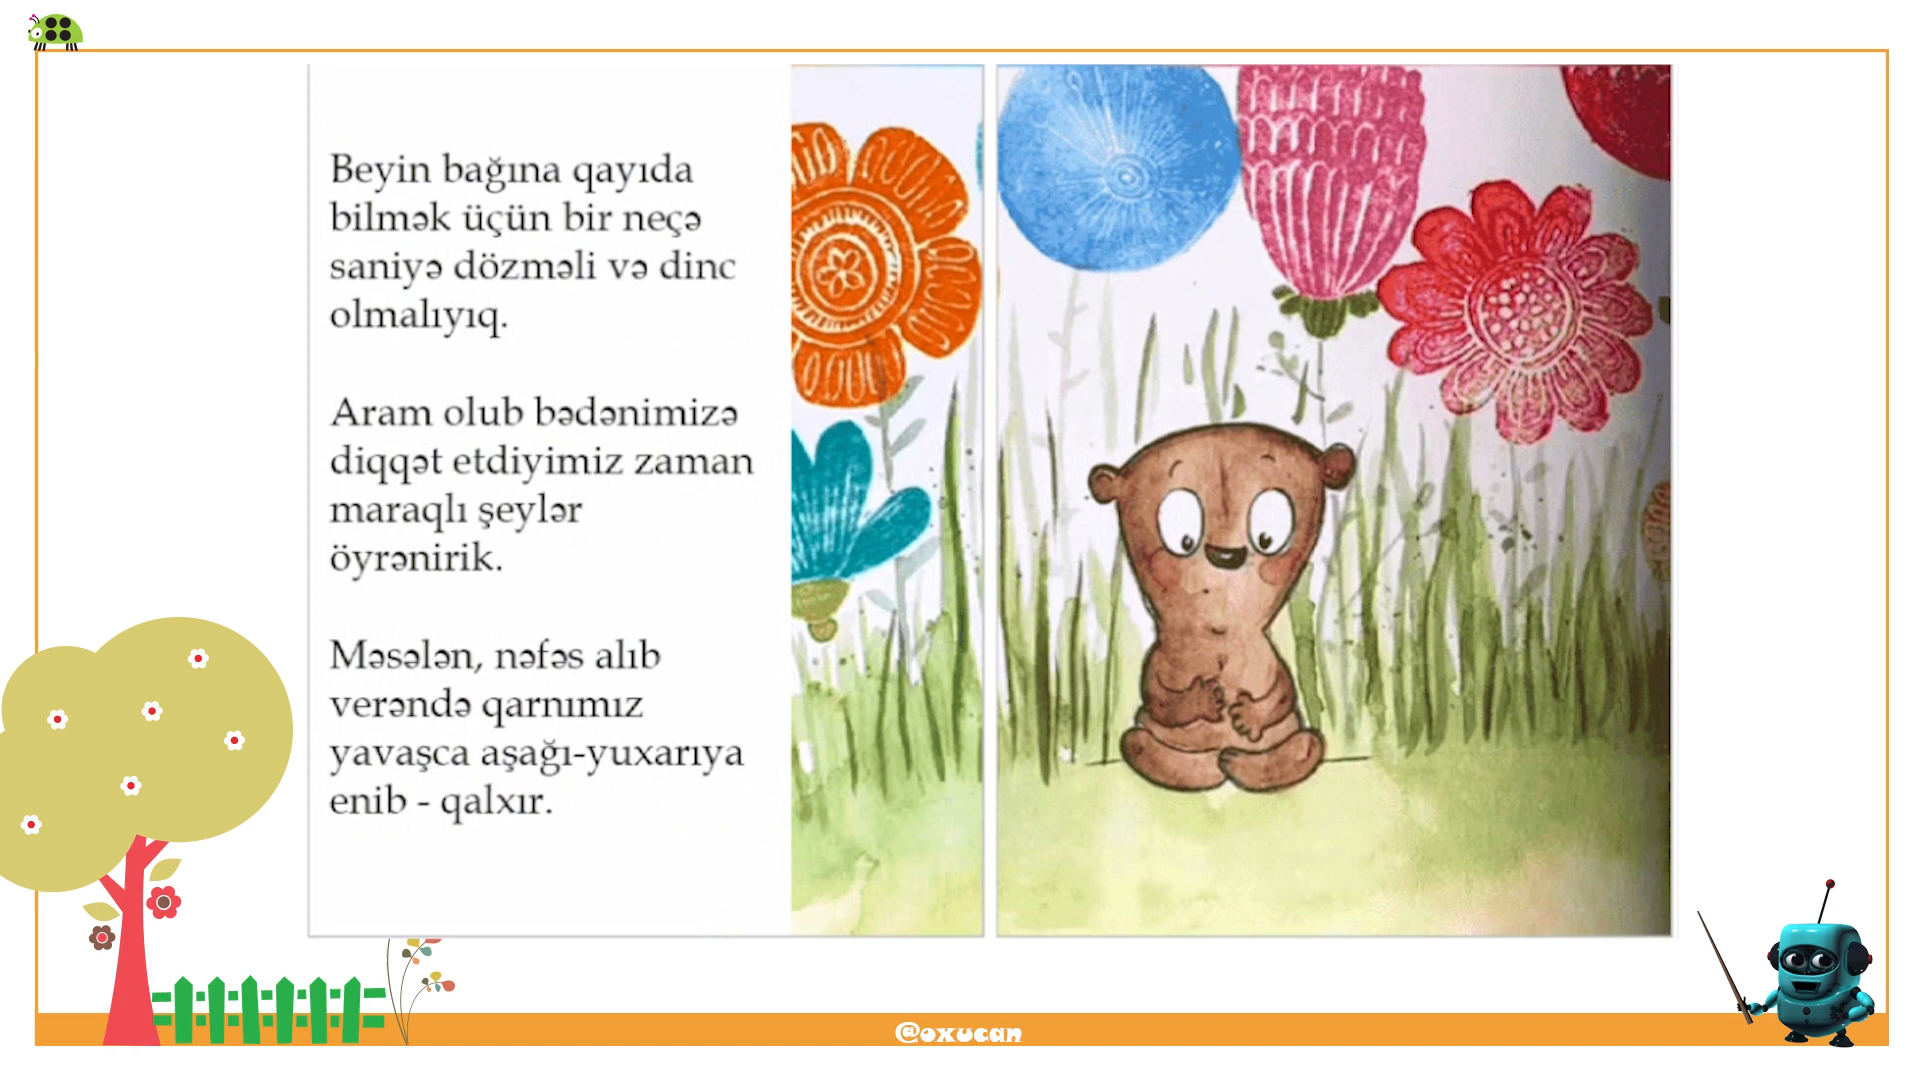 Beyin bağına qayıda
bilmək üçün bir neçə
saniyə dözməli və dinc
olmalıyıq.
Aram olub bədənimizə
diqqət etdiyimiz zaman
maraqlı şeylər
öyrənirik.
Məsələn, nəfəs alıb
verəndə qarnımız
yavaşca aşağı-yuxarıya
enib - qalxır.
@oxucan